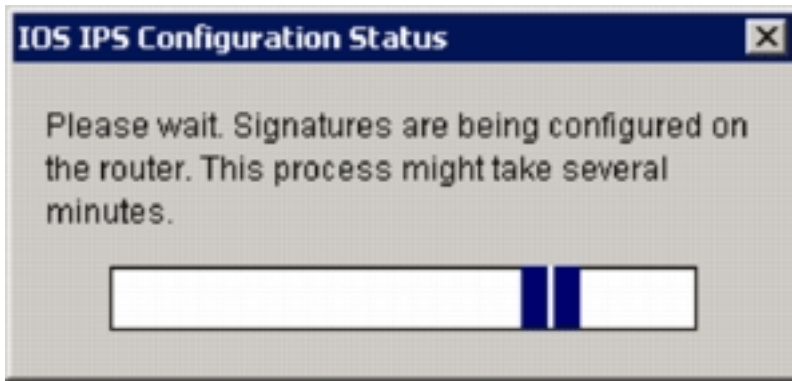 IOS IPS Configuration Status
Please wait. Signatures are being configured on
the router. This process might take several
minutes.